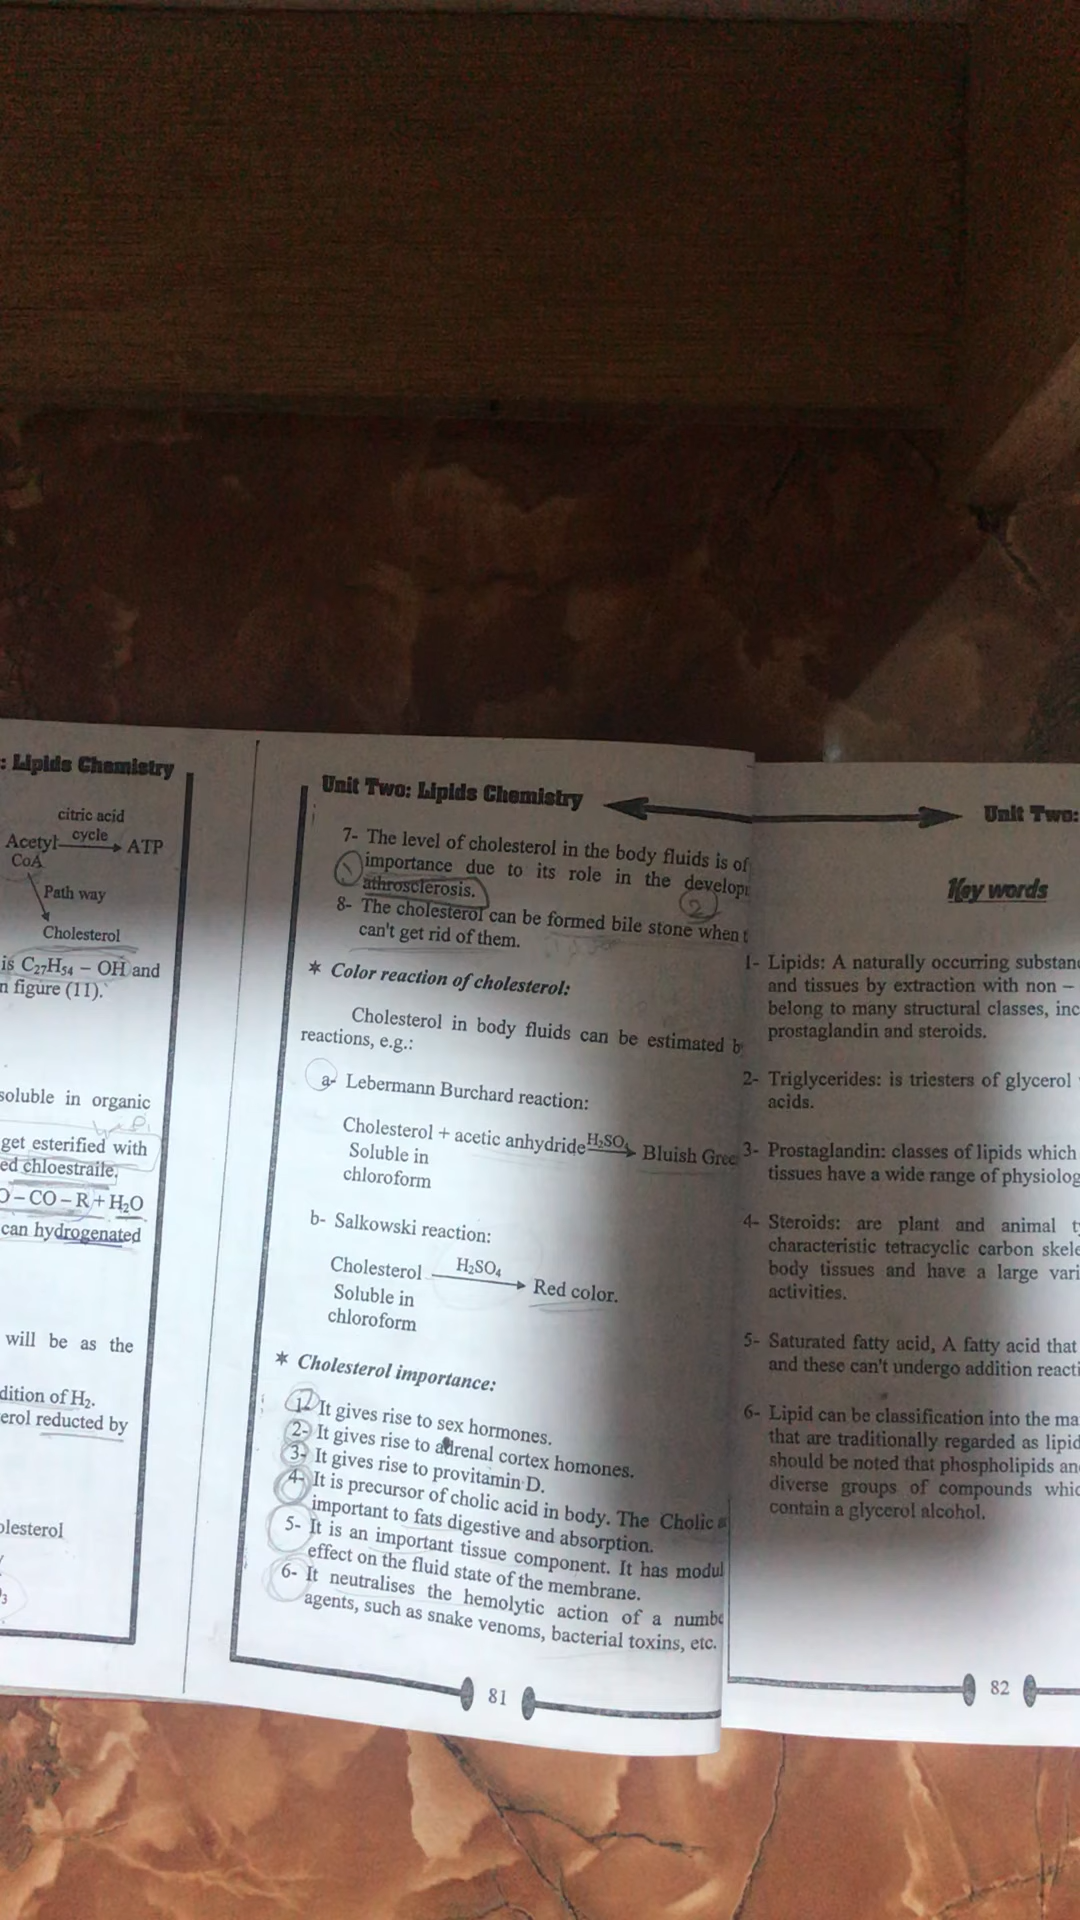 : Lipids Chemistry
citric acid
Acetyl cycle ATP
CoA
Path way
Cholesterol
is C₂₇H₅₄ – OH and
n figure (11).
soluble in organic
get esterified with
ed chloestraile,
O – CO – R + H₂O
can hydrogenated
will be as the
dition of H₂.
erol reducted by
olesterol
Unit Two: Lipids Chemistry
7- The level of cholesterol in the body fluids is of
importance due to its role in the develop
athrosclerosis.
2
8- The cholesterol can be formed bile stone when t
can't get rid of them.
* Color reaction of cholesterol:
Cholesterol in body fluids can be estimated b
reactions, e.g.:
a- Lebermann Burchard reaction:
Cholesterol + acetic anhydride H₂SO₄ Bluish Gree
Soluble in
chloroform
b- Salkowski reaction:
Cholesterol H₂SO₄ Red color.
Soluble in
chloroform
* Cholesterol importance:
1- It gives rise to sex hormones.
2- It gives rise to adrenal cortex homones.
3- It gives rise to provitamin D.
4- It is precursor of cholic acid in body. The Cholic a
important to fats digestive and absorption.
5- It is an important tissue component. It has modul
effect on the fluid state of the membrane.
6- It neutralises the hemolytic action of a numbe
agents, such as snake venoms, bacterial toxins, etc.
81
Unit Two:
Key words
1- Lipids: A naturally occurring substanc
and tissues by extraction with non –
belong to many structural classes, inc
prostaglandin and steroids.
2- Triglycerides: is triesters of glycerol
acids.
3- Prostaglandin: classes of lipids which
tissues have a wide range of physiolog
4- Steroids: are plant and animal ty
characteristic tetracyclic carbon skele
body tissues and have a large vari
activities.
5- Saturated fatty acid, A fatty acid that
and these can't undergo addition reacti
6- Lipid can be classification into the ma
that are traditionally regarded as lipid
should be noted that phospholipids an
diverse groups of compounds whic
contain a glycerol alcohol.
82